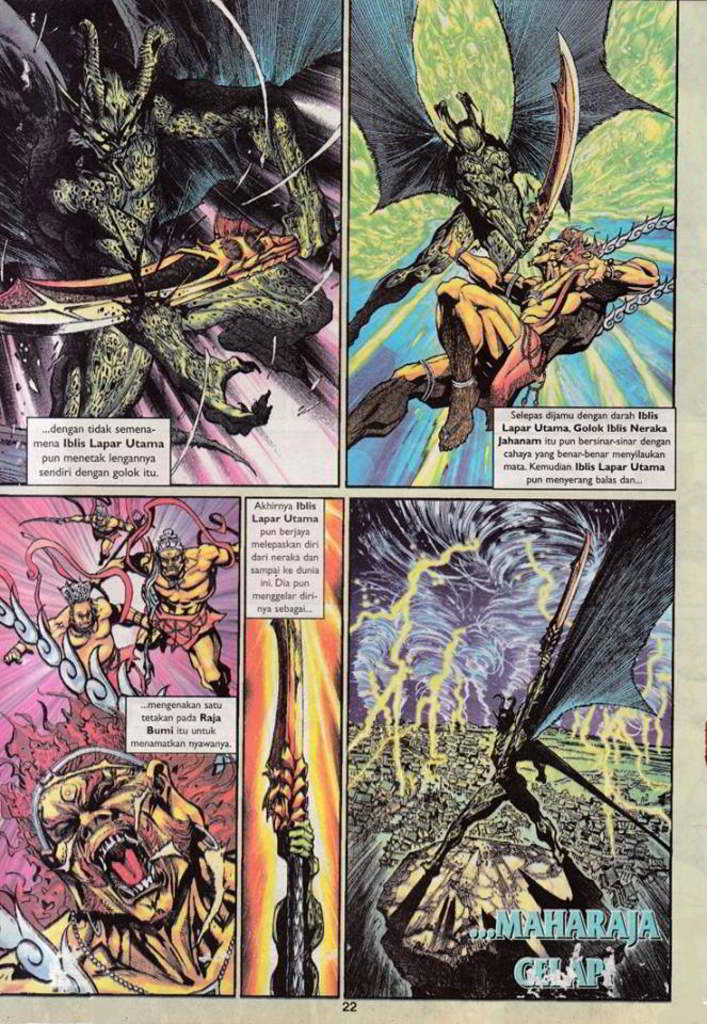 ...dengan tidak semena-
mena Iblis Lapar Utama
pun menetak lengannya
sendiri dengan golok itu.
Selepas dijamu dengan darah Iblis
Lapar Utama, Golok Iblis Neraka
Jahanam itu pun bersinar-sinar dengan
cahaya yang benar-benar menyilaukan
mata. Kemudian Iblis Lapar Utama
pun menyerang balas dan...
...mengenakan satu
tetakan pada Raja
Bumi itu untuk
menamatkan nyawanya.
Akhirnya Iblis
Lapar Utama
pun berjaya
melepaskan diri
dari neraka dan
sampai ke dunia
ini. Dia pun
menggelar diri-
nya sebagai...
...MAHARAJA
GELAP
22